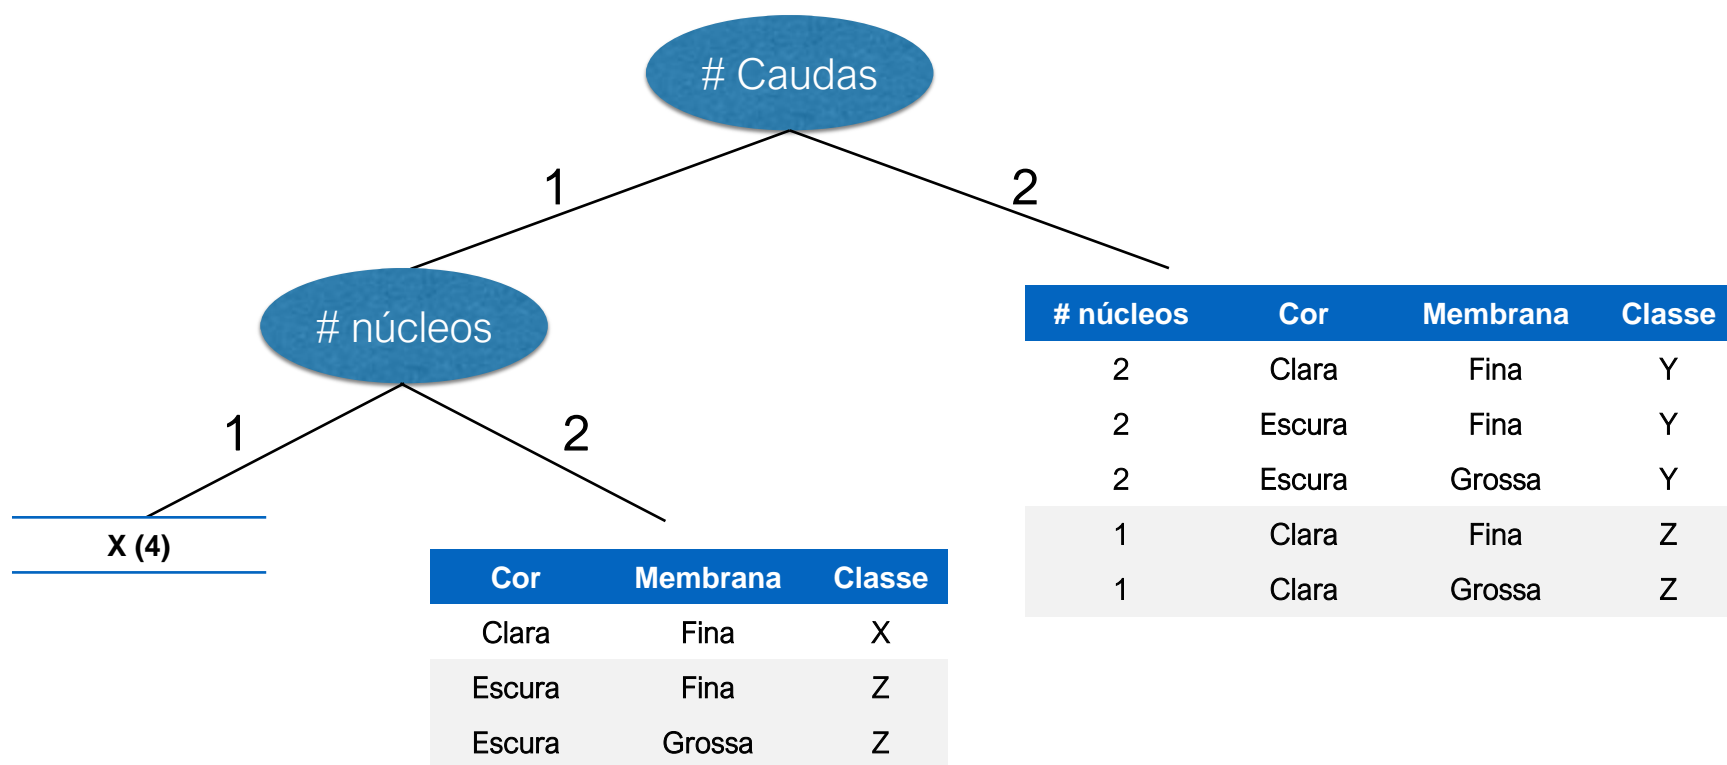 # Caudas
1
2
# núcleos
1
2
X (4)
# núcleos Cor Membrana Classe
2 Clara Fina Y
2 Escura Fina Y
2 Escura Grossa Y
1 Clara Fina Z
1 Clara Grossa Z
Cor Membrana Classe
Clara Fina X
Escura Fina Z
Escura Grossa Z